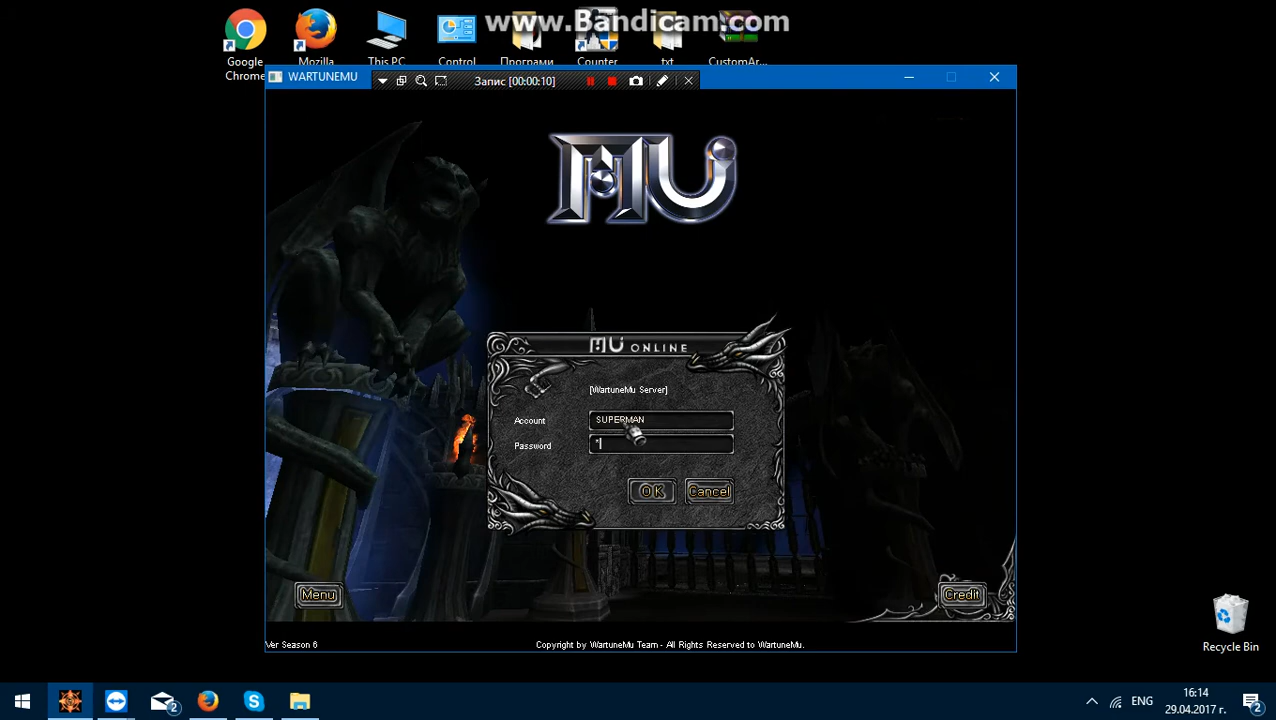 www.Bandicam.com
Google Chrome
Mozilla
This PC
Control
Програми
Counter
txt
CustomAr...
WARTUNEMU
Запис [00:00:10]
MU
MU ONLINE
[WartuneMu Server]
Account
SUPERMAN
Password
*
OK
Cancel
Menu
Credit
Ver Season 6
Copyright by WartuneMu Team - All Rights Reserved to WartuneMu.
Recycle Bin
2
ENG
16:14
29.04.2017 г.
2